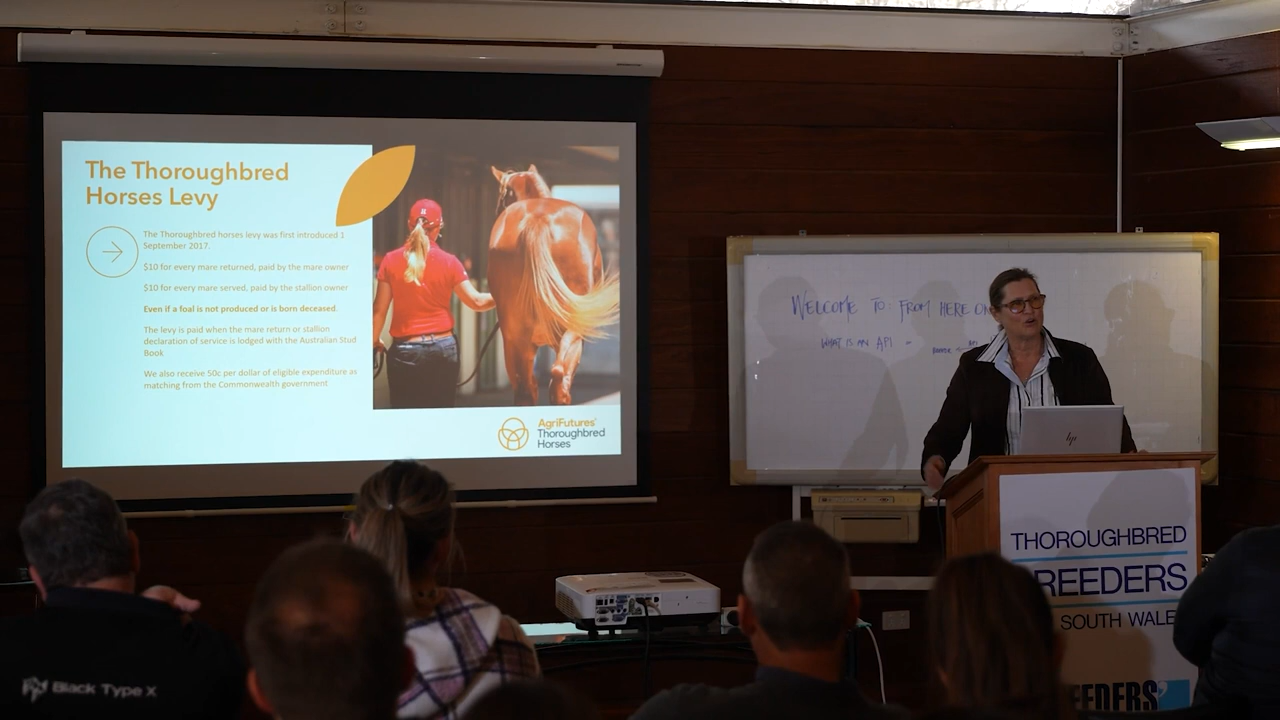 The Thoroughbred
Horses Levy
The Thoroughbred horses levy was first introduced 1
September 2017.
$10 for every mare returned, paid by the mare owner
$10 for every mare served, paid by the stallion owner
Even if a foal is not produced or is born deceased.
The levy is paid when the mare return or stallion
declaration of service is lodged with the Australian Stud
Book
We also receive 50c per dollar of eligible expenditure as
matching from the Commonwealth government
AgriFutures®
Thoroughbred
Horses
WELCOME TO: FROM HERE ON
WHAT IS AN API -
API
hp
THOROUGHBRED
REEDERS
SOUTH WALE
EEDERS'
Black Type X